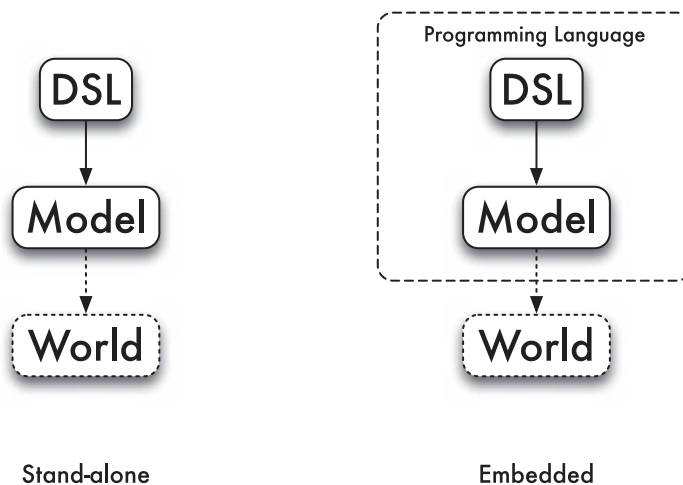 Programming Language
DSL
DSL
Model
Model
World
World
Stand-alone
Embedded